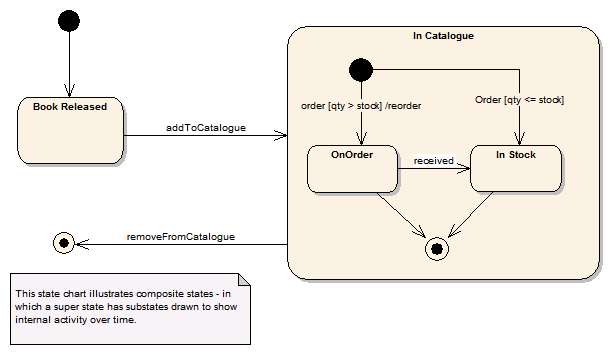 In Catalogue
Book Released
order [qty > stock] /reorder
Order [qty <= stock]
addToCatalogue
OnOrder
received
In Stock
removeFromCatalogue
This state chart illustrates composite states - in
which a super state has substates drawn to show
internal activity over time.